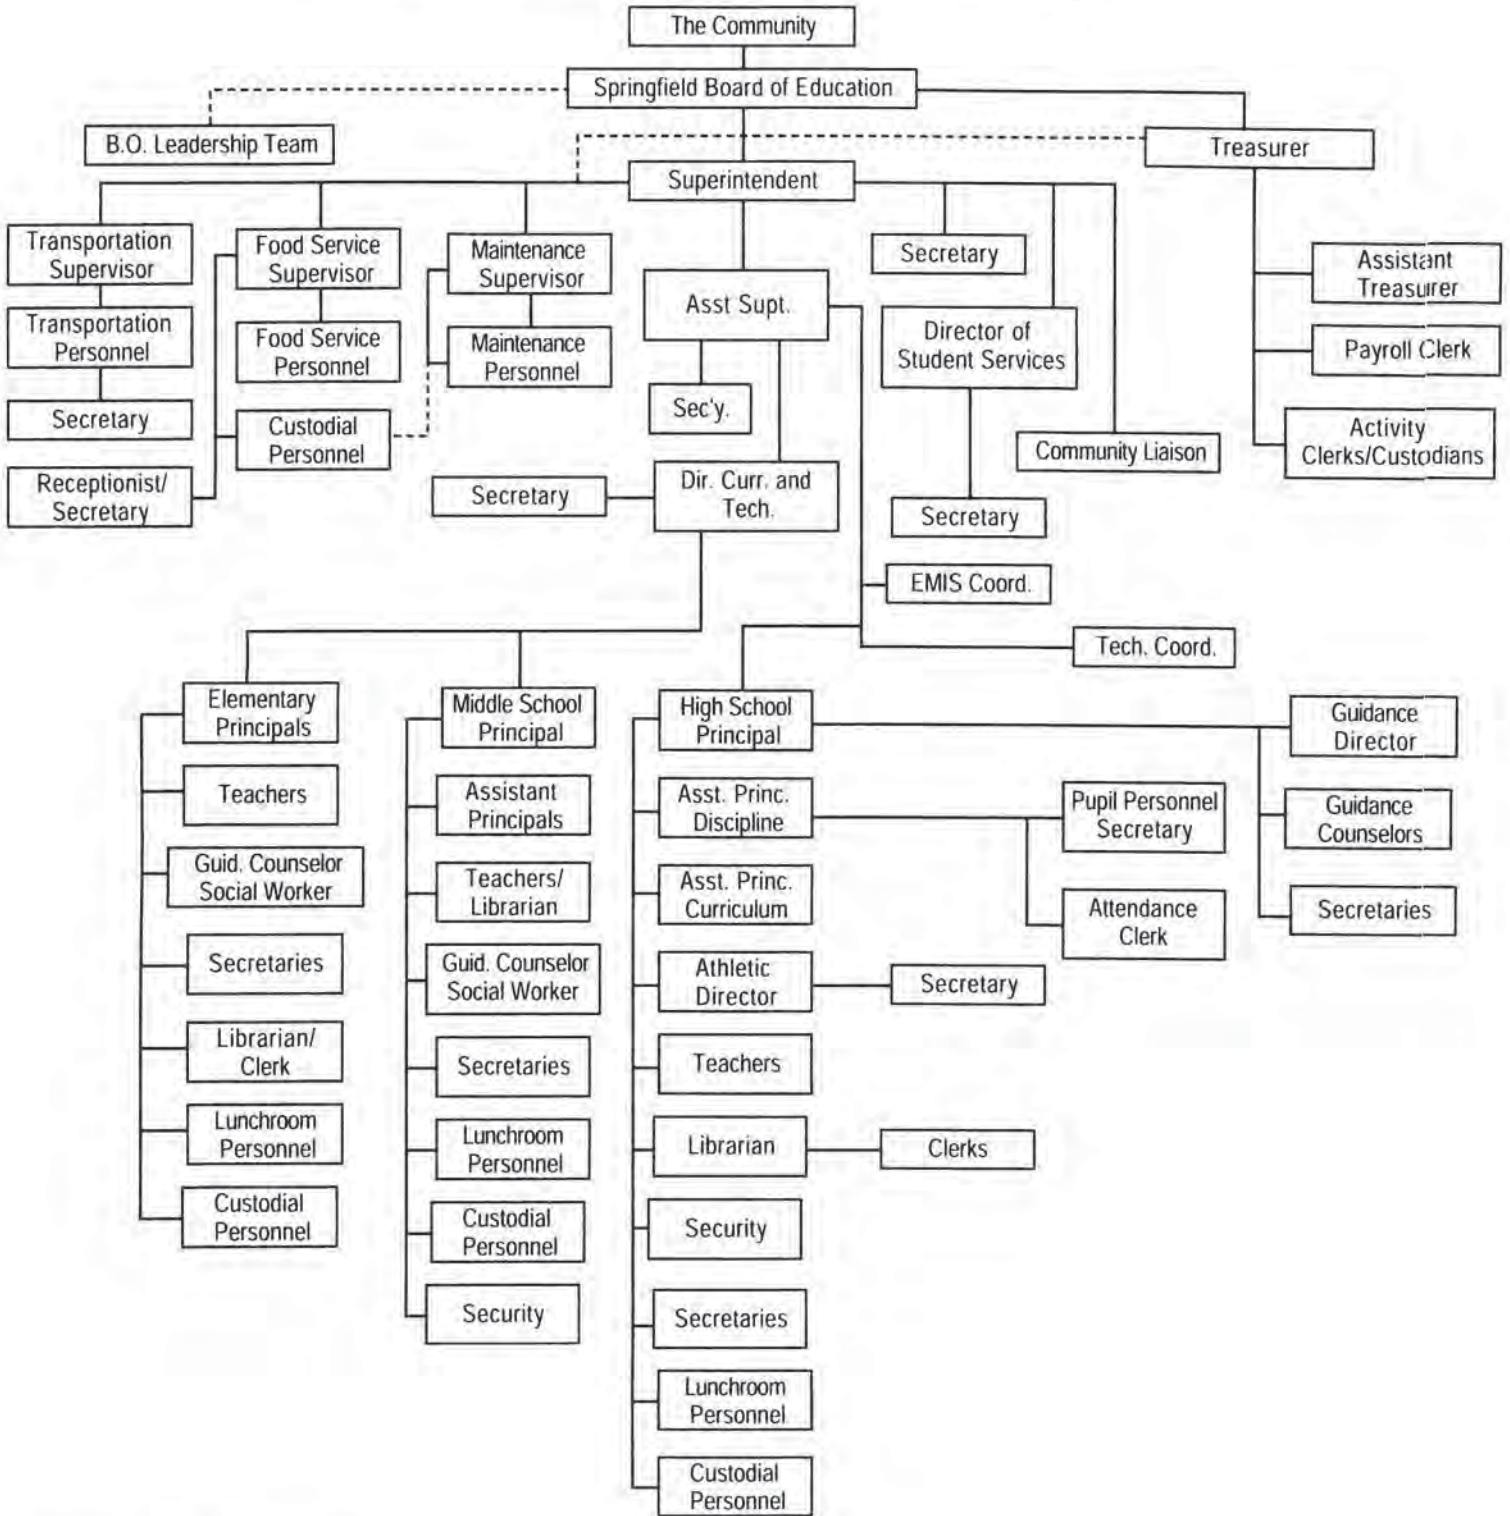 The Community
Springfield Board of Education
B.O. Leadership Team
Treasurer
Superintendent
Transportation
Supervisor
Food Service
Supervisor
Maintenance
Supervisor
Secretary
Assistant
Treasurer
Asst Supt.
Transportation
Personnel
Food Service
Personnel
Maintenance
Personnel
Director of
Student Services
Payroll Clerk
Secretary
Custodial
Personnel
Sec'y.
Community Liaison
Activity
Clerks/Custodians
Receptionist/
Secretary
Secretary
Dir. Curr. and
Tech.
Secretary
EMIS Coord.
Tech. Coord.
Elementary
Principals
Middle School
Principal
High School
Principal
Guidance
Director
Teachers
Assistant
Principals
Asst. Princ.
Discipline
Pupil Personnel
Secretary
Guidance
Counselors
Guid. Counselor
Social Worker
Teachers/
Librarian
Asst. Princ.
Curriculum
Attendance
Clerk
Secretaries
Secretaries
Guid. Counselor
Social Worker
Athletic
Director
Secretary
Librarian/
Clerk
Secretaries
Teachers
Lunchroom
Personnel
Lunchroom
Personnel
Librarian
Clerks
Custodial
Personnel
Custodial
Personnel
Security
Security
Secretaries
Lunchroom
Personnel
Custodial
Personnel